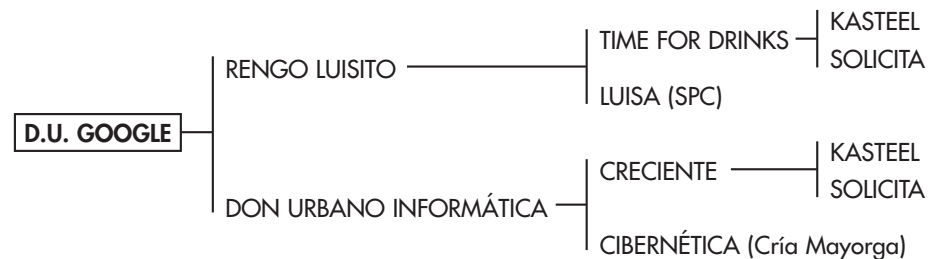 KASTEEL
TIME FOR DRINKS
SOLICITA
RENGO LUISITO
LUISA (SPC)
D.U. GOOGLE
KASTEEL
CRECIENTE
SOLICITA
DON URBANO INFORMÁTICA
CIBERNÉTICA (Cría Mayorga)